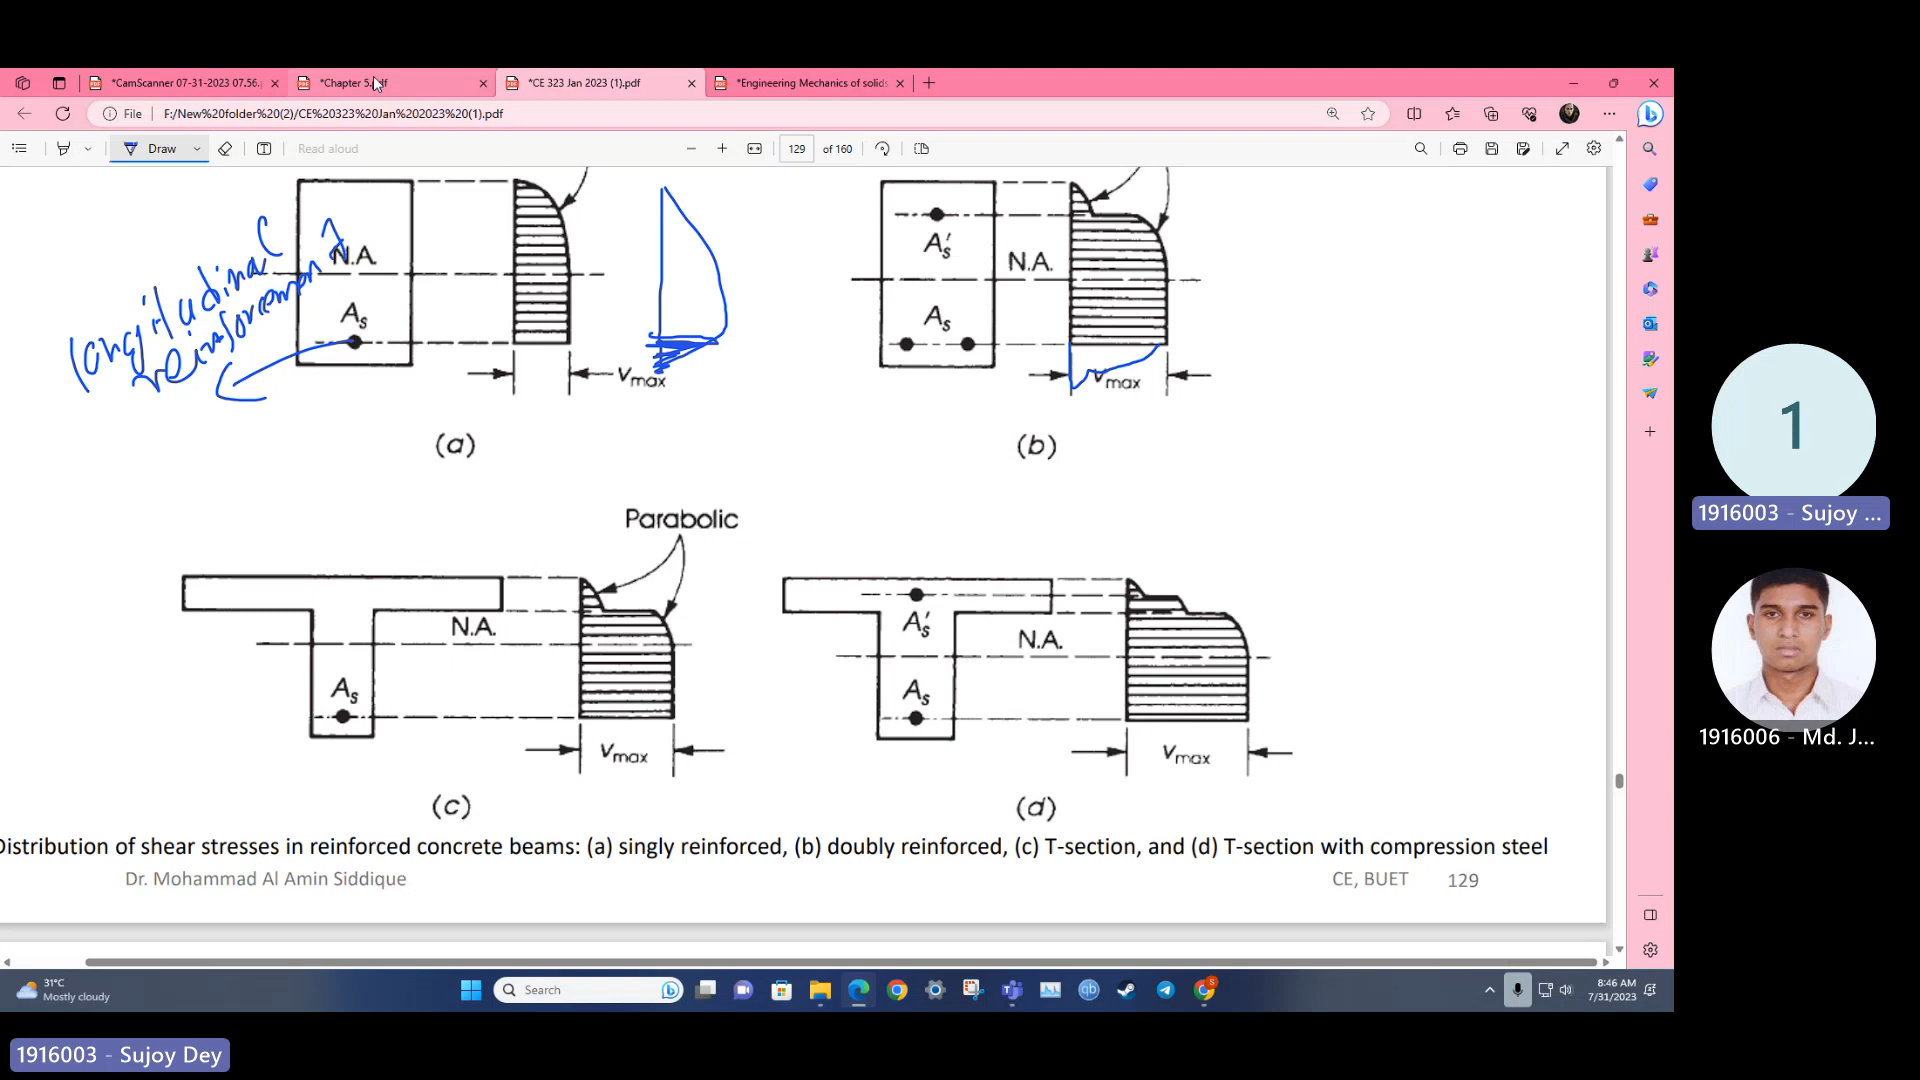 *CamScanner 07-31-2023 07.56.p
*Chapter 5.pdf
*CE 323 Jan 2023 (1).pdf
*Engineering Mechanics of solids
File
F:/New%20folder%20(2)/CE%20323%20Jan%202023%20(1).pdf
Draw
Read aloud
129 of 160
longitudinal
reinforcement
N.A.
As
vmax
(a)
A's
N.A.
As
vmax
(b)
Parabolic
N.A.
As
vmax
(c)
A's
N.A.
As
vmax
(d)
Distribution of shear stresses in reinforced concrete beams: (a) singly reinforced, (b) doubly reinforced, (c) T-section, and (d) T-section with compression steel
Dr. Mohammad Al Amin Siddique
CE, BUET 129
1
1916003 - Sujoy ...
1916006 - Md. J...
31°C
Mostly cloudy
Search
8:46 AM
7/31/2023
1916003 - Sujoy Dey